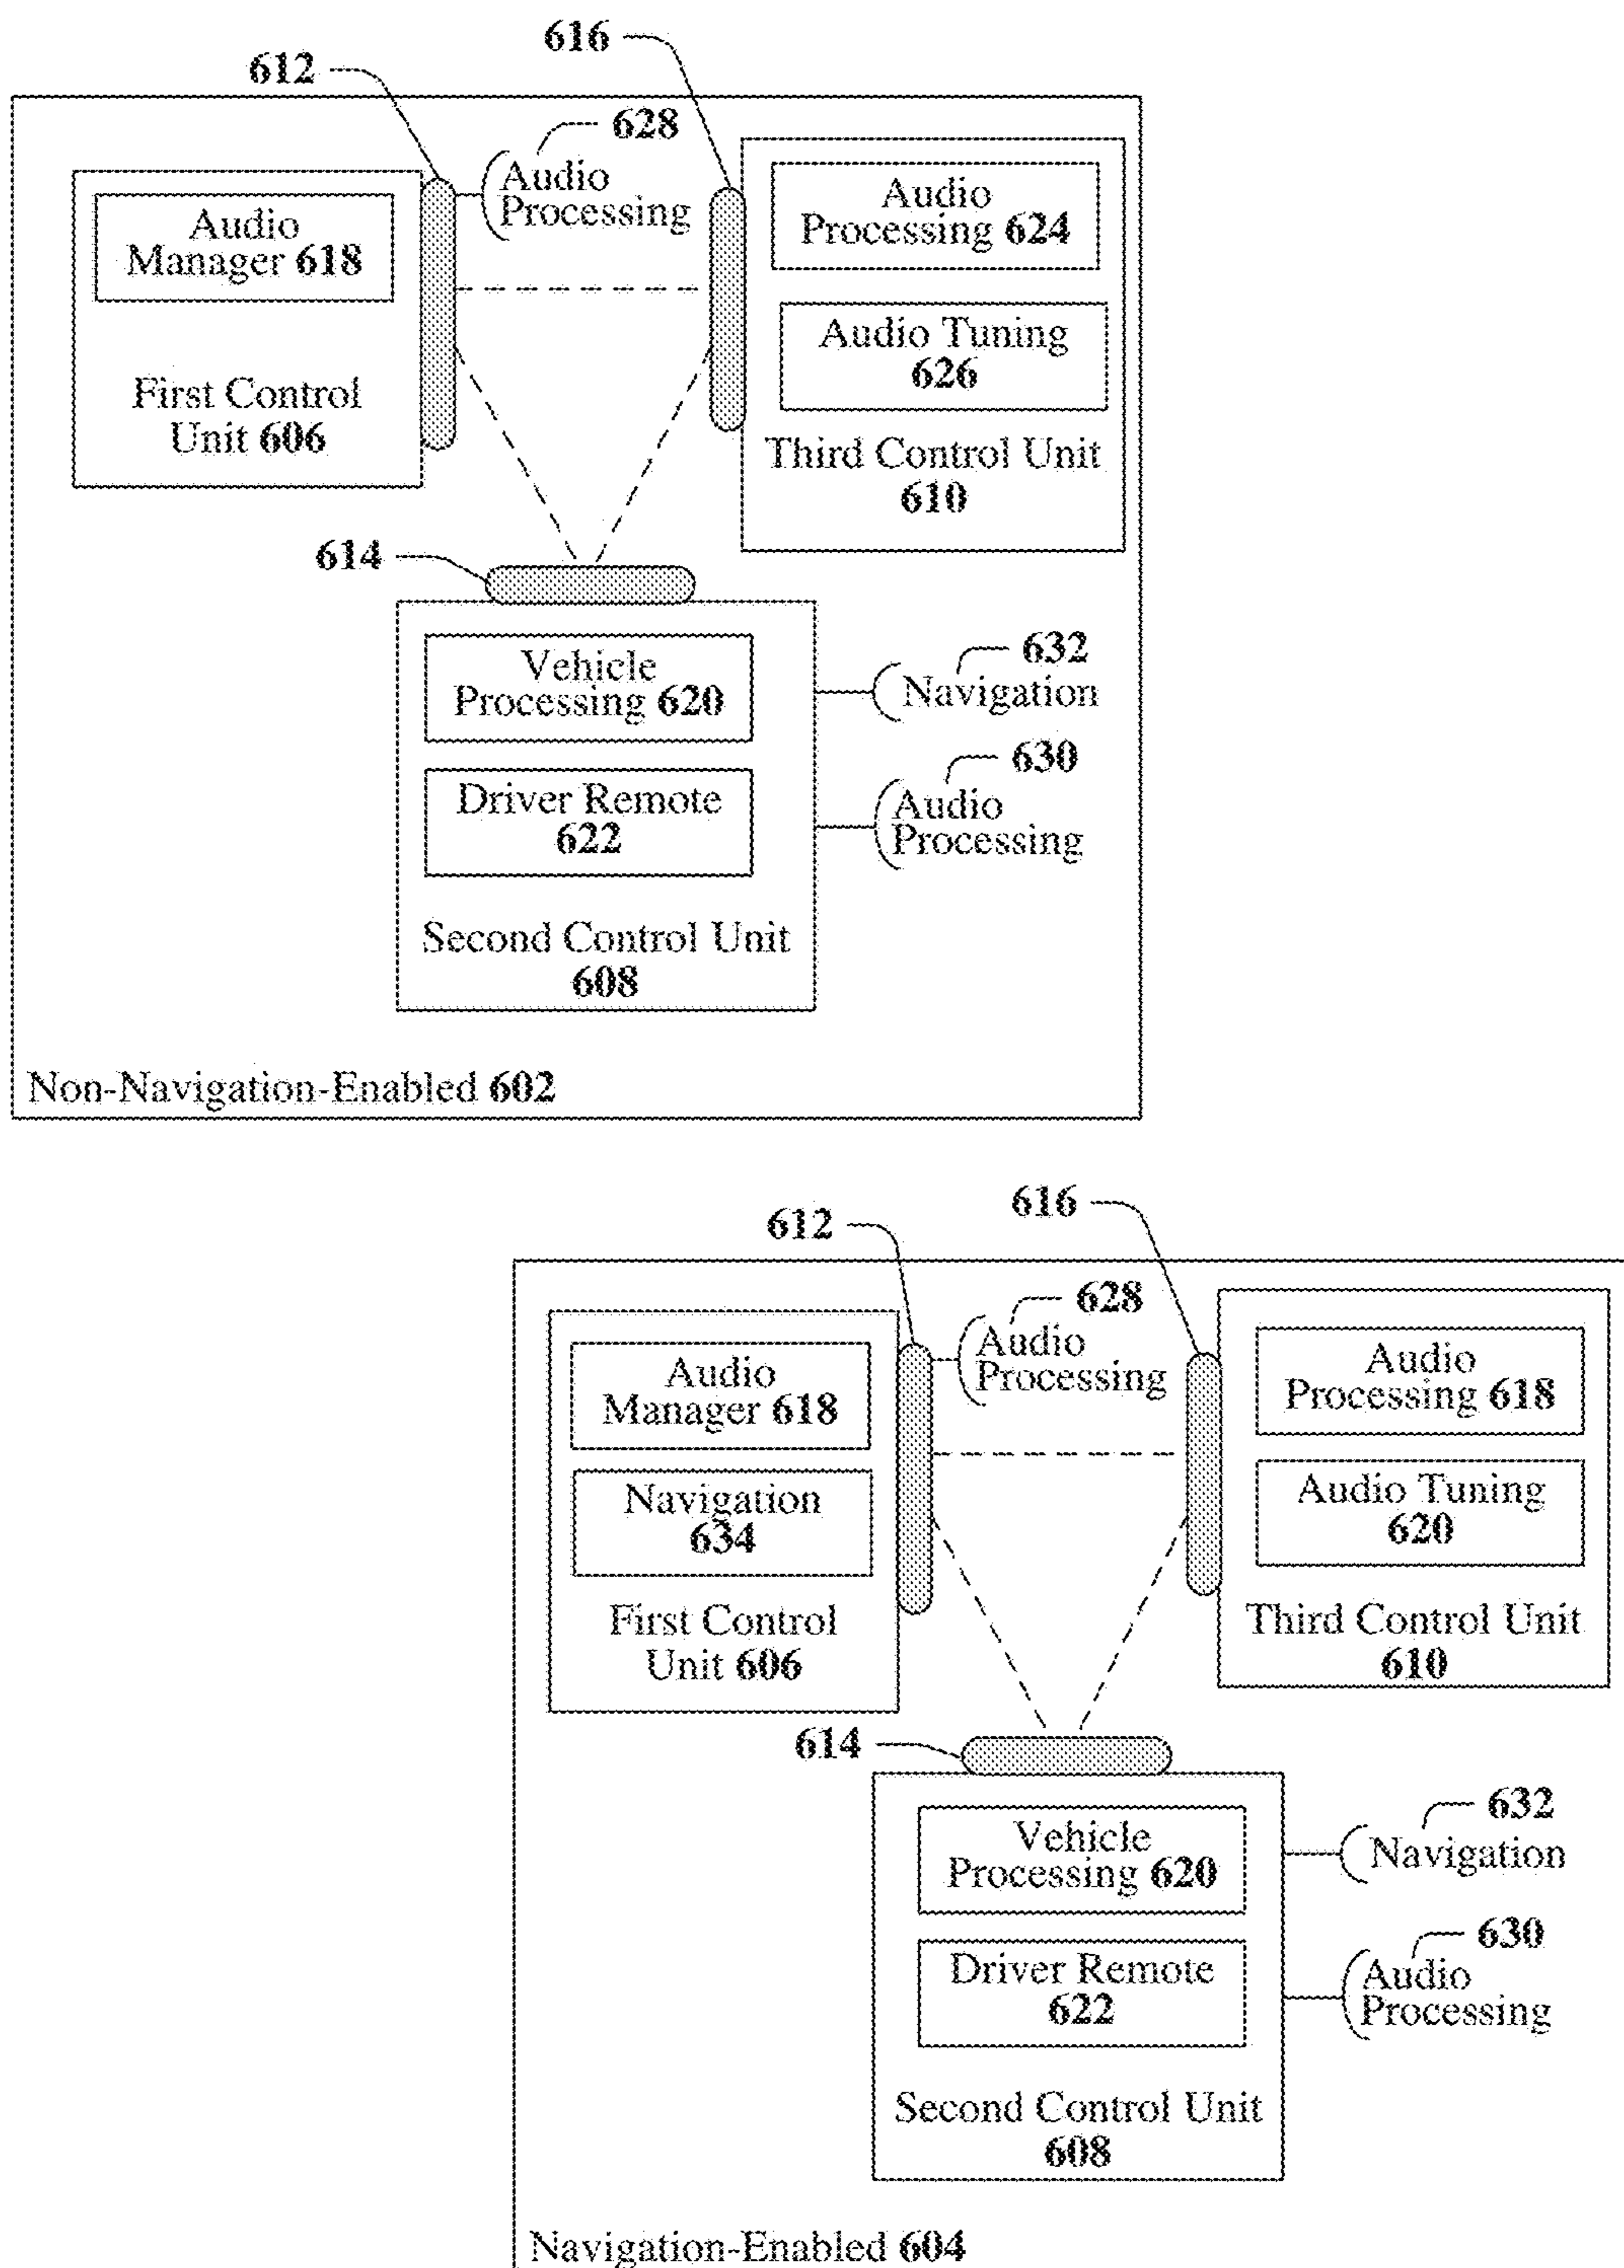 616
612
628
Audio
Processing
Audio
Manager 618
First Control
Unit 606
Audio
Processing 624
Audio Tuning
626
Third Control Unit
610
614
Vehicle
Processing 620
Driver Remote
622
Second Control Unit
608
632
Navigation
630
Audio
Processing
Non-Navigation-Enabled 602
616
612
628
Audio
Processing
Audio
Manager 618
Navigation
634
First Control
Unit 606
Audio
Processing 618
Audio Tuning
620
Third Control Unit
610
614
Vehicle
Processing 620
Driver Remote
622
Second Control Unit
608
632
Navigation
630
Audio
Processing
Navigation-Enabled 604